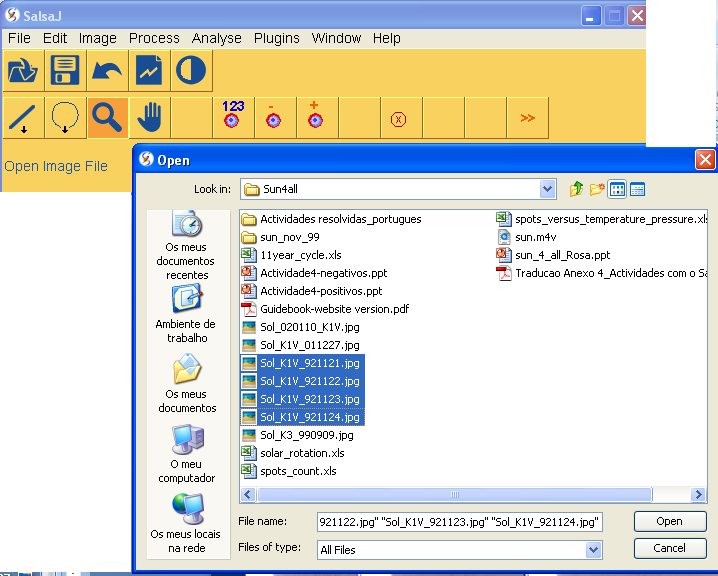 SalsaJ
File Edit Image Process Analyse Plugins Window Help
123 - +
x >>
Open Image File
Open
Look in: Sun4all
Os meus
documentos
recentes
Ambiente de
trabalho
Os meus
documentos
O meu
computador
Os meus locais
na rede
Actividades resolvidas_portugues
sun_nov_99
11year_cycle.xls
Actividade4-negativos.ppt
Actividade4-positivos.ppt
Guidebook-website version.pdf
Sol_020110_K1V.jpg
Sol_K1V_011227.jpg
Sol_K1V_921121.jpg
Sol_K1V_921122.jpg
Sol_K1V_921123.jpg
Sol_K1V_921124.jpg
Sol_K3_990909.jpg
solar_rotation.xls
spots_count.xls
spots_versus_temperature_pressure.xls
sun.m4v
sun_4_all_Rosa.ppt
Traducao Anexo 4_Actividades com o
File name: 921122.jpg" "Sol_K1V_921123.jpg" "Sol_K1V_921124.jpg" Open
Files of type: All Files Cancel